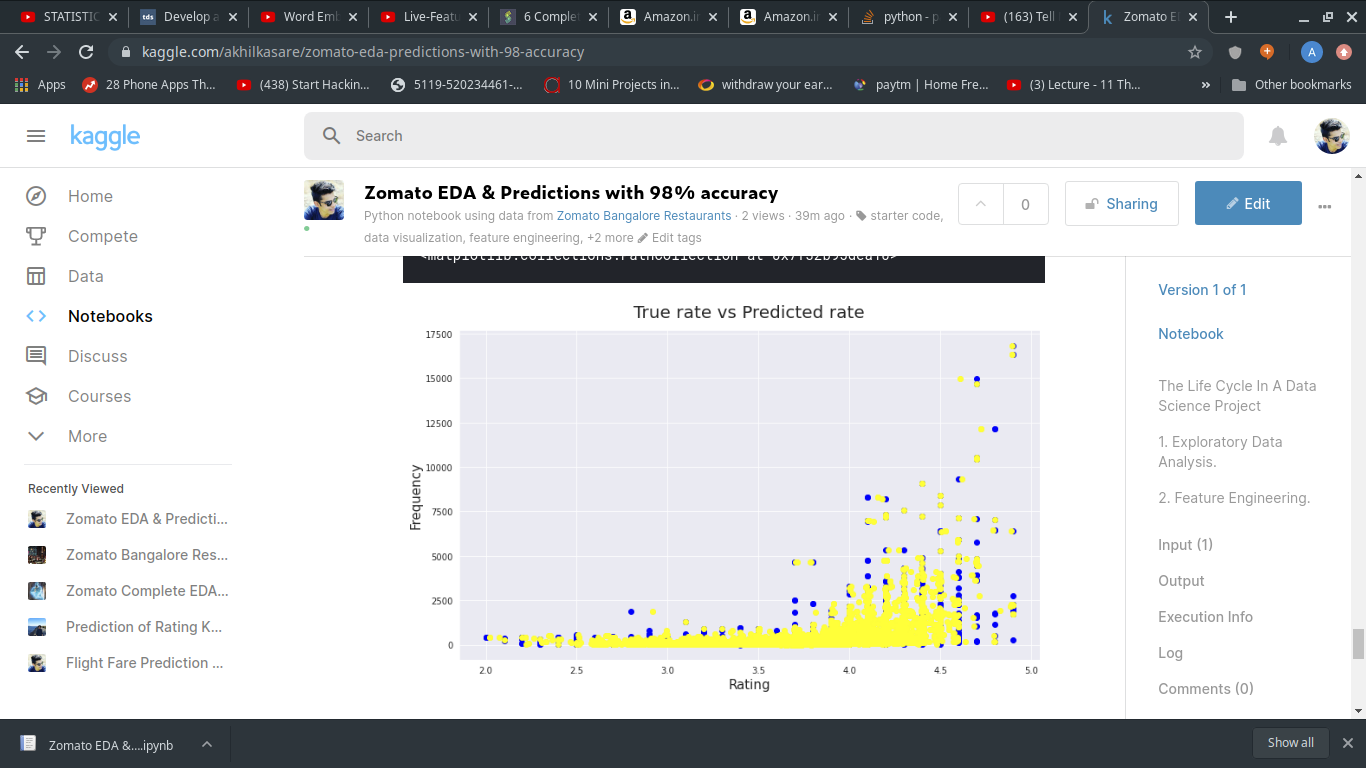 STATISTIC
tds Develop a
Word Emb
Live-Featu
6 Complet
Amazon.in
Amazon.in
python - p
(163) Tell
Zomato E
kaggle.com/akhilkasare/zomato-eda-predictions-with-98-accuracy
A
Apps
28 Phone Apps Th...
(438) Start Hackin...
5119-520234461-...
10 Mini Projects in...
withdraw your ear...
paytm | Home Fre...
(3) Lecture - 11 Th...
»
Other bookmarks
kaggle
Search
Home
Compete
Data
Notebooks
Discuss
Courses
More
Recently Viewed
Zomato EDA & Predicti...
Zomato Bangalore Res...
Zomato Complete EDA...
Prediction of Rating K...
Flight Fare Prediction ...
Zomato EDA & Predictions with 98% accuracy
Python notebook using data from Zomato Bangalore Restaurants · 2 views · 39m ago · starter code,
data visualization, feature engineering, +2 more Edit tags
0
Sharing
Edit
True rate vs Predicted rate
17500
15000
12500
10000
7500
5000
2500
0
Frequency
2.0 2.5 3.0 3.5 4.0 4.5 5.0
Rating
Version 1 of 1
Notebook
The Life Cycle In A Data
Science Project
1. Exploratory Data
Analysis.
2. Feature Engineering.
Input (1)
Output
Execution Info
Log
Comments (0)
Zomato EDA &....ipynb
Show all